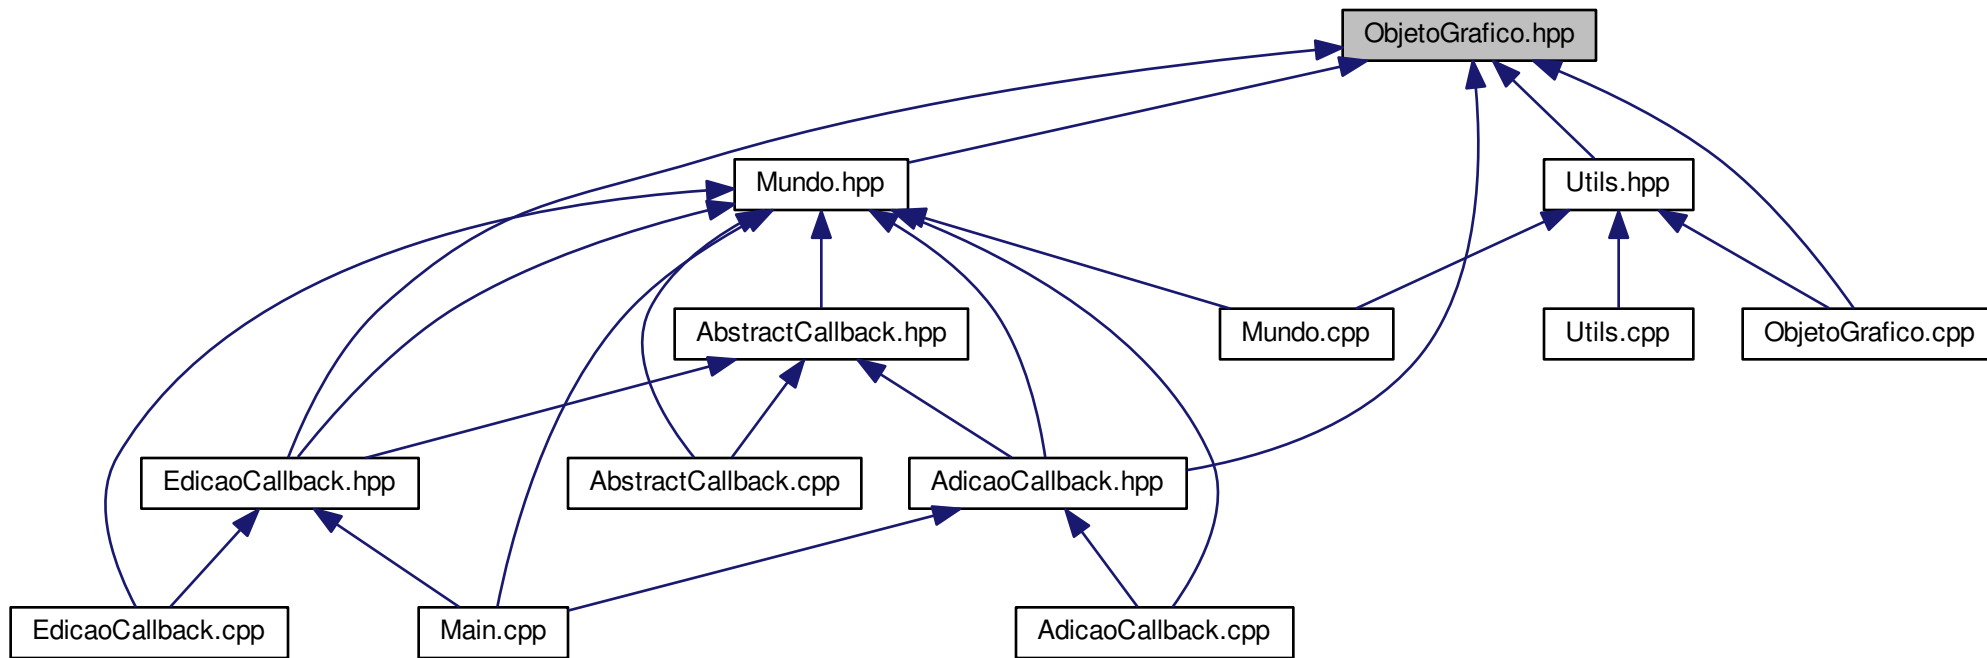 ObjetoGrafico.hpp
Mundo.hpp
Utils.hpp
AbstractCallback.hpp
Mundo.cpp
Utils.cpp
ObjetoGrafico.cpp
EdicaoCallback.hpp
AbstractCallback.cpp
AdicaoCallback.hpp
EdicaoCallback.cpp
Main.cpp
AdicaoCallback.cpp